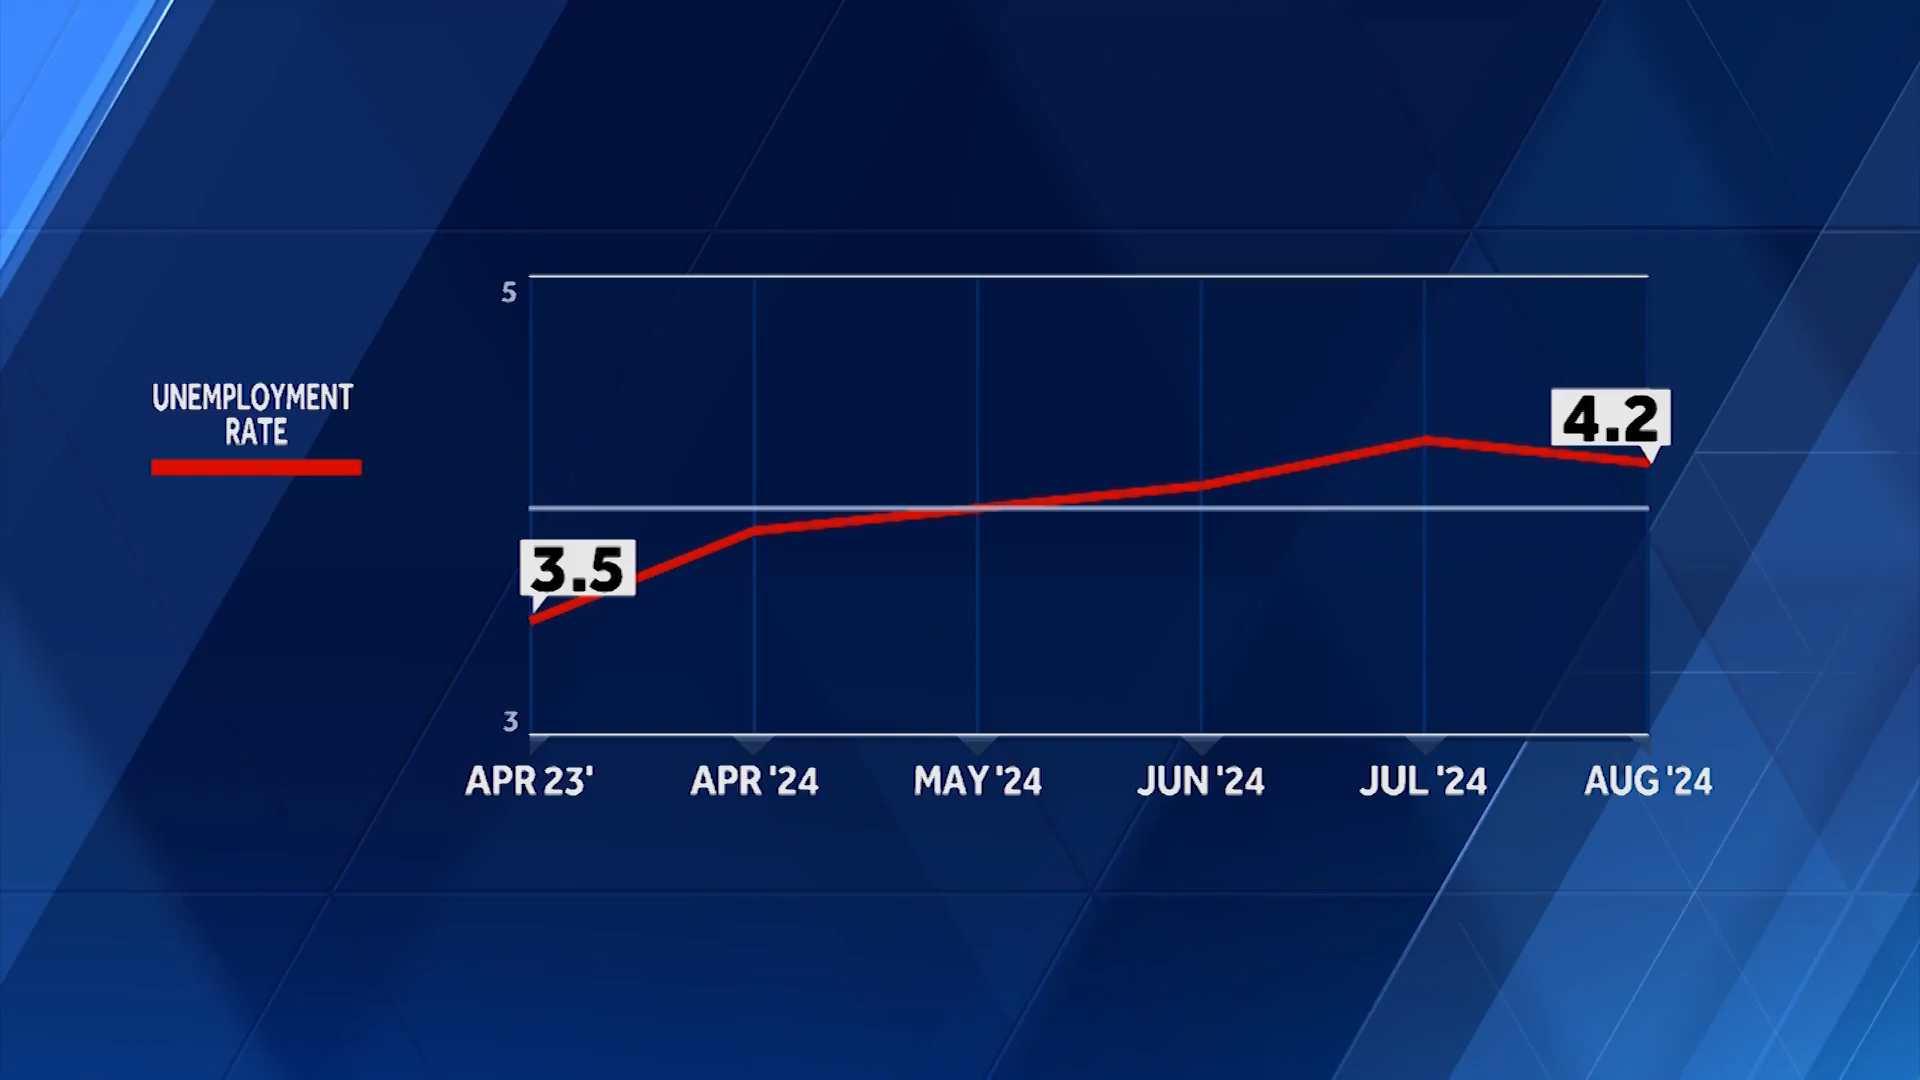 5
UNEMPLOYMENT
RATE
4.2
3.5
3
APR 23'
APR '24
MAY '24
JUN '24
JUL '24
AUG '24